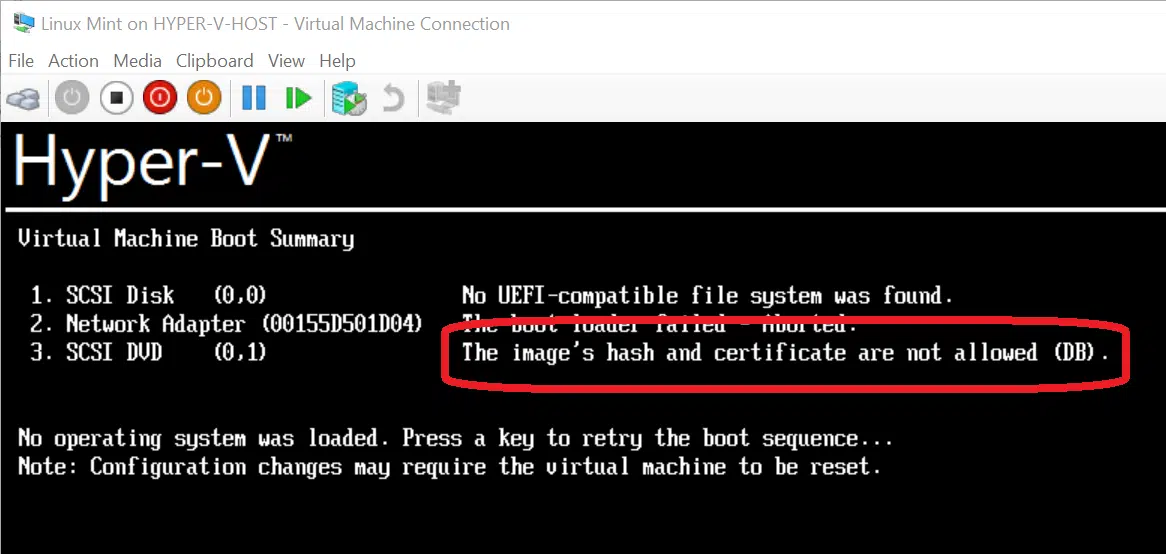 Linux Mint on HYPER-V-HOST - Virtual Machine Connection
File Action Media Clipboard View Help
Hyper-V™
Virtual Machine Boot Summary
1. SCSI Disk (0,0) No UEFI-compatible file system was found.
2. Network Adapter (00155D501D04) The boot loader failed - Aborted.
3. SCSI DVD (0,1) The image's hash and certificate are not allowed (DB).
No operating system was loaded. Press a key to retry the boot sequence...
Note: Configuration changes may require the virtual machine to be reset.